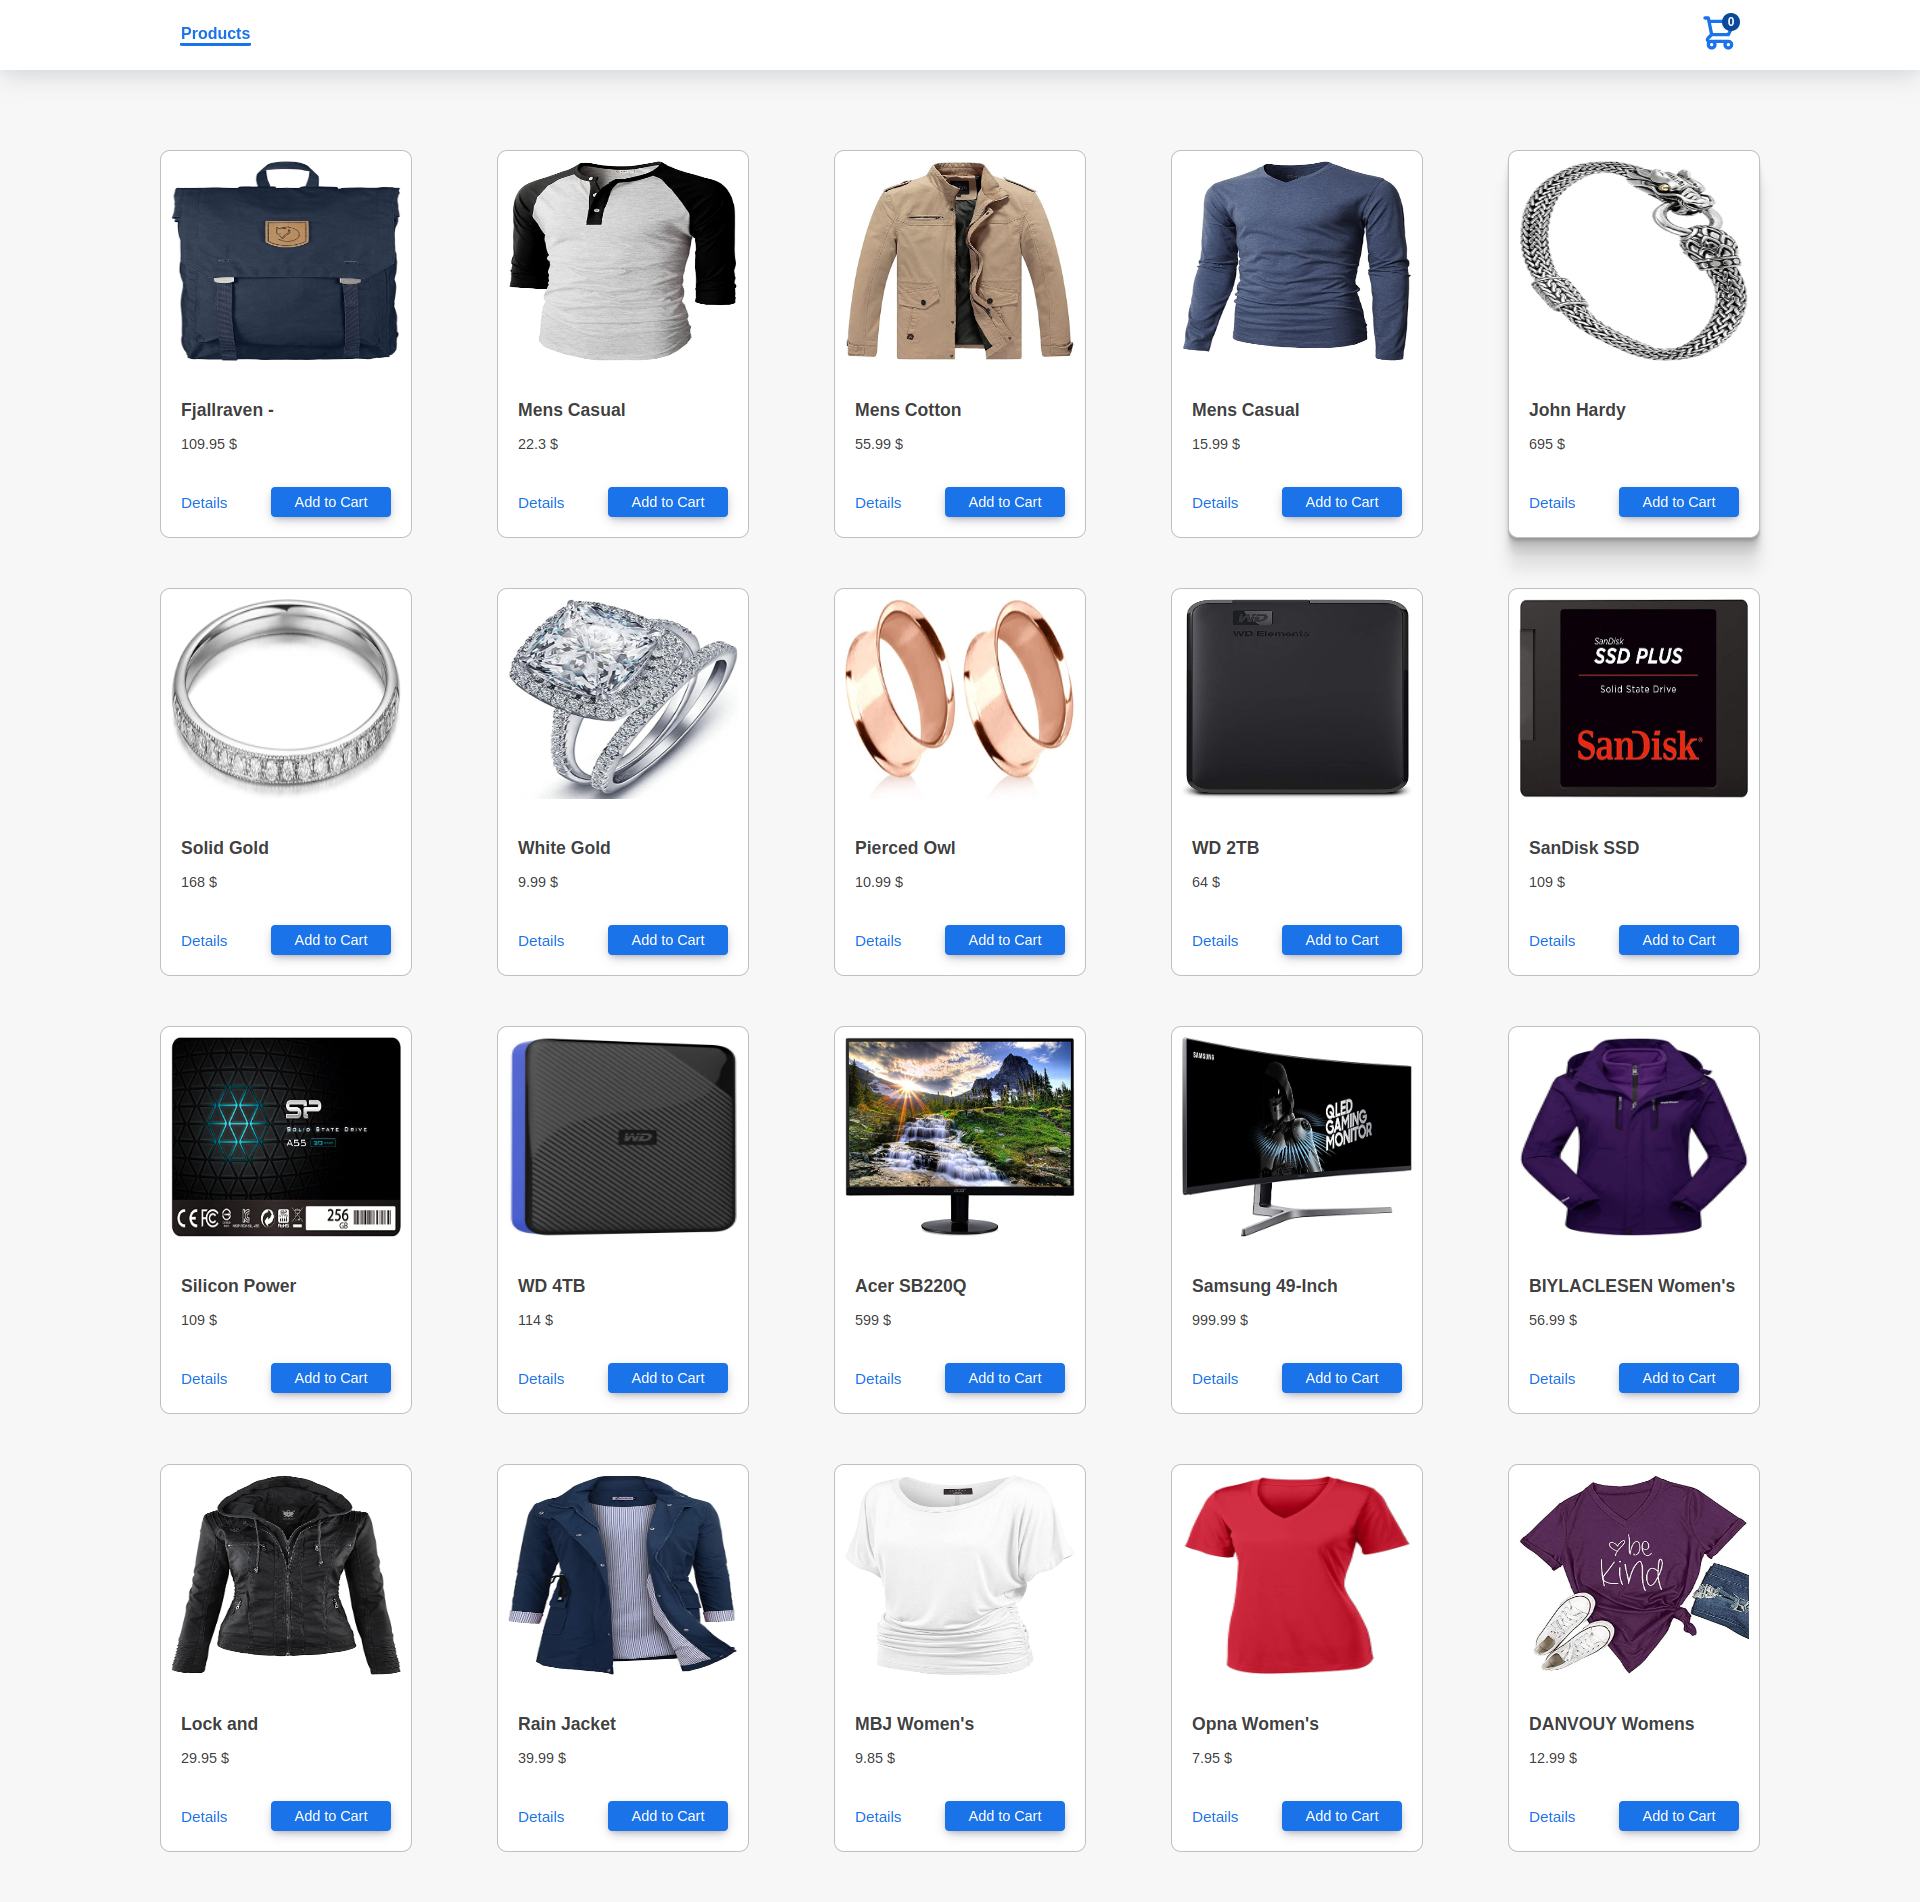 Products
0
Fjallraven -
109.95 $
Details
Add to Cart
Mens Casual
22.3 $
Details
Add to Cart
Mens Cotton
55.99 $
Details
Add to Cart
Mens Casual
15.99 $
Details
Add to Cart
John Hardy
695 $
Details
Add to Cart
Solid Gold
168 $
Details
Add to Cart
White Gold
9.99 $
Details
Add to Cart
Pierced Owl
10.99 $
Details
Add to Cart
WD
WD Elements
WD 2TB
64 $
Details
Add to Cart
SanDisk
SSD PLUS
Solid State Drive
SanDisk
SanDisk SSD
109 $
Details
Add to Cart
SP
SOLID STATE DRIVE
A55
256
GB
Silicon Power
109 $
Details
Add to Cart
WD
WD 4TB
114 $
Details
Add to Cart
acer
Acer SB220Q
599 $
Details
Add to Cart
SAMSUNG
QLED
GAMING
MONITOR
Samsung 49-Inch
999.99 $
Details
Add to Cart
BIYLACLESEN Women's
56.99 $
Details
Add to Cart
Lock and
29.95 $
Details
Add to Cart
Rain Jacket
39.99 $
Details
Add to Cart
MBJ Women's
9.85 $
Details
Add to Cart
Opna Women's
7.95 $
Details
Add to Cart
be
kind
DANVOUY Womens
12.99 $
Details
Add to Cart